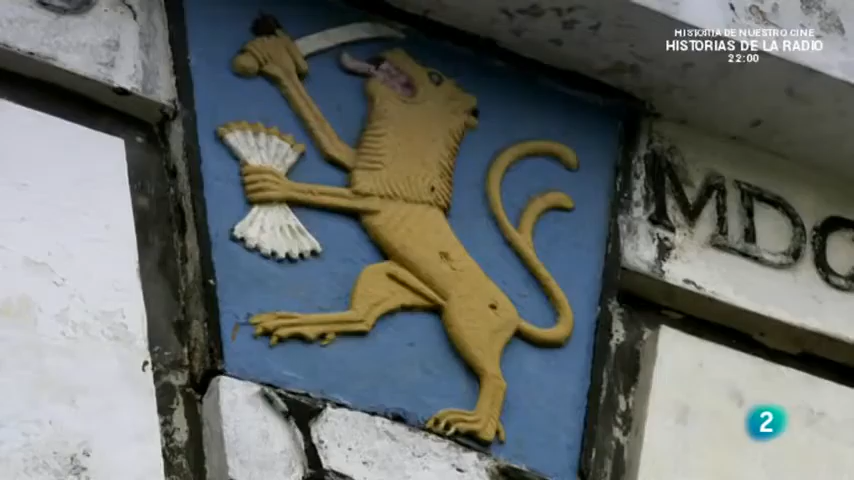 HISTORIA DE NUESTRO CINE
HISTORIAS DE LA RADIO
22:00
MDC
2